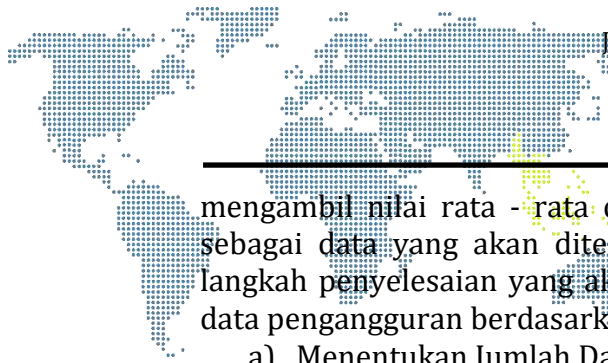 mengambil nilai rata - rata
sebagai data yang akan
langkah penyelesaian yang
data pengangguran
a) Menentukan Jumlah